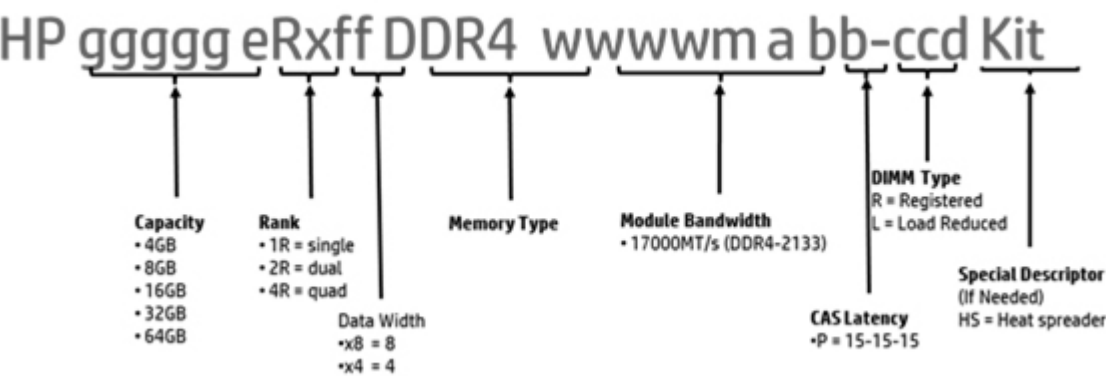 HP ggggg eRxff DDR4 wwwwm a bb-ccd Kit
Capacity
• 4GB
• 8GB
• 16GB
• 32GB
• 64GB
Rank
• 1R = single
• 2R = dual
• 4R = quad
Data Width
•x8 = 8
•x4 = 4
Memory Type
Module Bandwidth
• 17000MT/s (DDR4-2133)
CAS Latency
•P = 15-15-15
DIMM Type
R = Registered
L = Load Reduced
Special Descriptor
(If Needed)
HS = Heat spreader